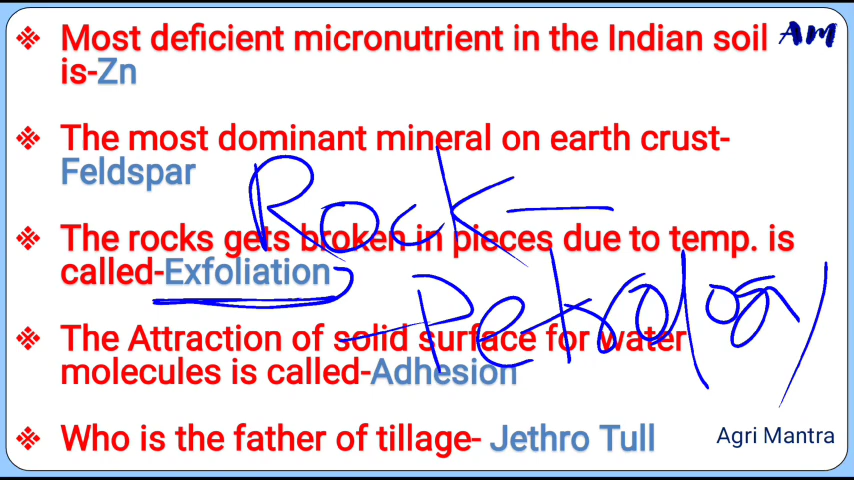 ❖ Most deficient micronutrient in the Indian soil
is-Zn
AM
❖ The most dominant mineral on earth crust-
Feldspar
❖ The rocks gets broken in pieces due to temp. is
called-Exfoliation
Rock -
Petrology
❖ The Attraction of solid surface for water
molecules is called-Adhesion
❖ Who is the father of tillage- Jethro Tull
Agri Mantra